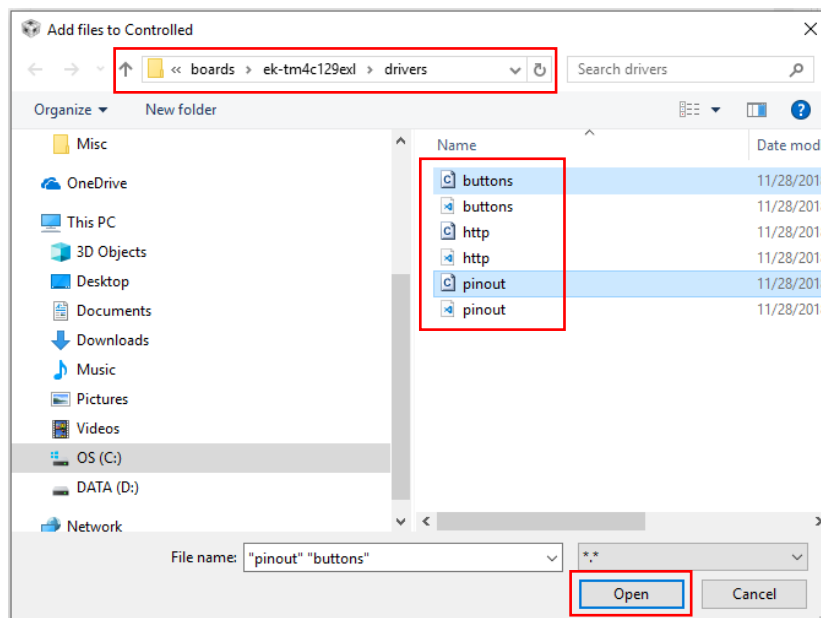 Add files to Controlled
« boards › ek-tm4c129exl › drivers
Search drivers
Organize
New folder
Misc
OneDrive
This PC
3D Objects
Desktop
Documents
Downloads
Music
Pictures
Videos
OS (C:)
DATA (D:)
Network
Name Date mod
buttons 11/28/201
buttons 11/28/201
http 11/28/201
http 11/28/201
pinout 11/28/201
pinout 11/28/201
File name: "pinout" "buttons" *.*
Open Cancel